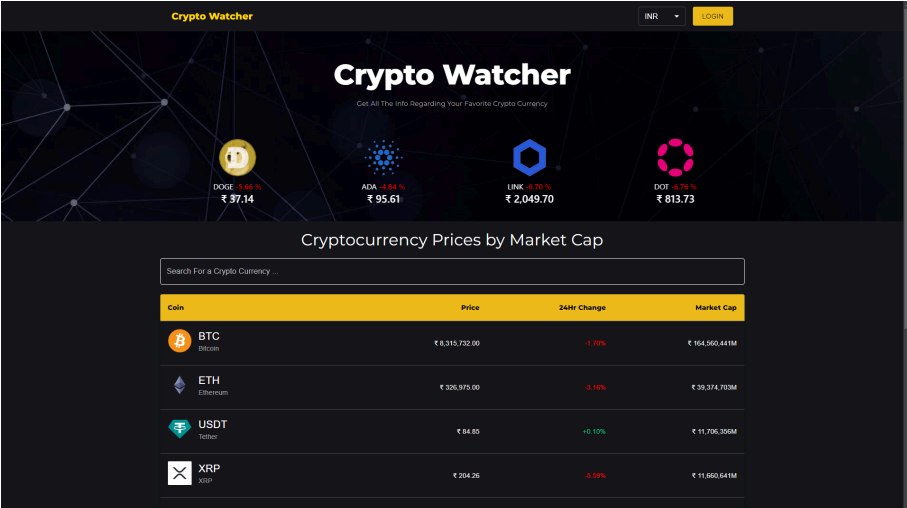 Crypto Watcher
INR
LOGIN
Crypto Watcher
Get All The Info Regarding Your Favorite Crypto Currency
DOGE -5.66 %
₹ 37.14
ADA -4.84 %
₹ 95.61
LINK -6.70 %
₹ 2,049.70
DOT -6.76 %
₹ 813.73
Cryptocurrency Prices by Market Cap
Search For a Crypto Currency ...
Coin Price 24Hr Change Market Cap
BTC
Bitcoin
₹ 8,315,732.00 -1.70% ₹ 164,560,441M
ETH
Ethereum
₹ 326,975.00 -3.16% ₹ 39,374,703M
USDT
Tether
₹ 84.85 +0.10% ₹ 11,706,356M
XRP
XRP
₹ 204.26 -5.59% ₹ 11,660,641M